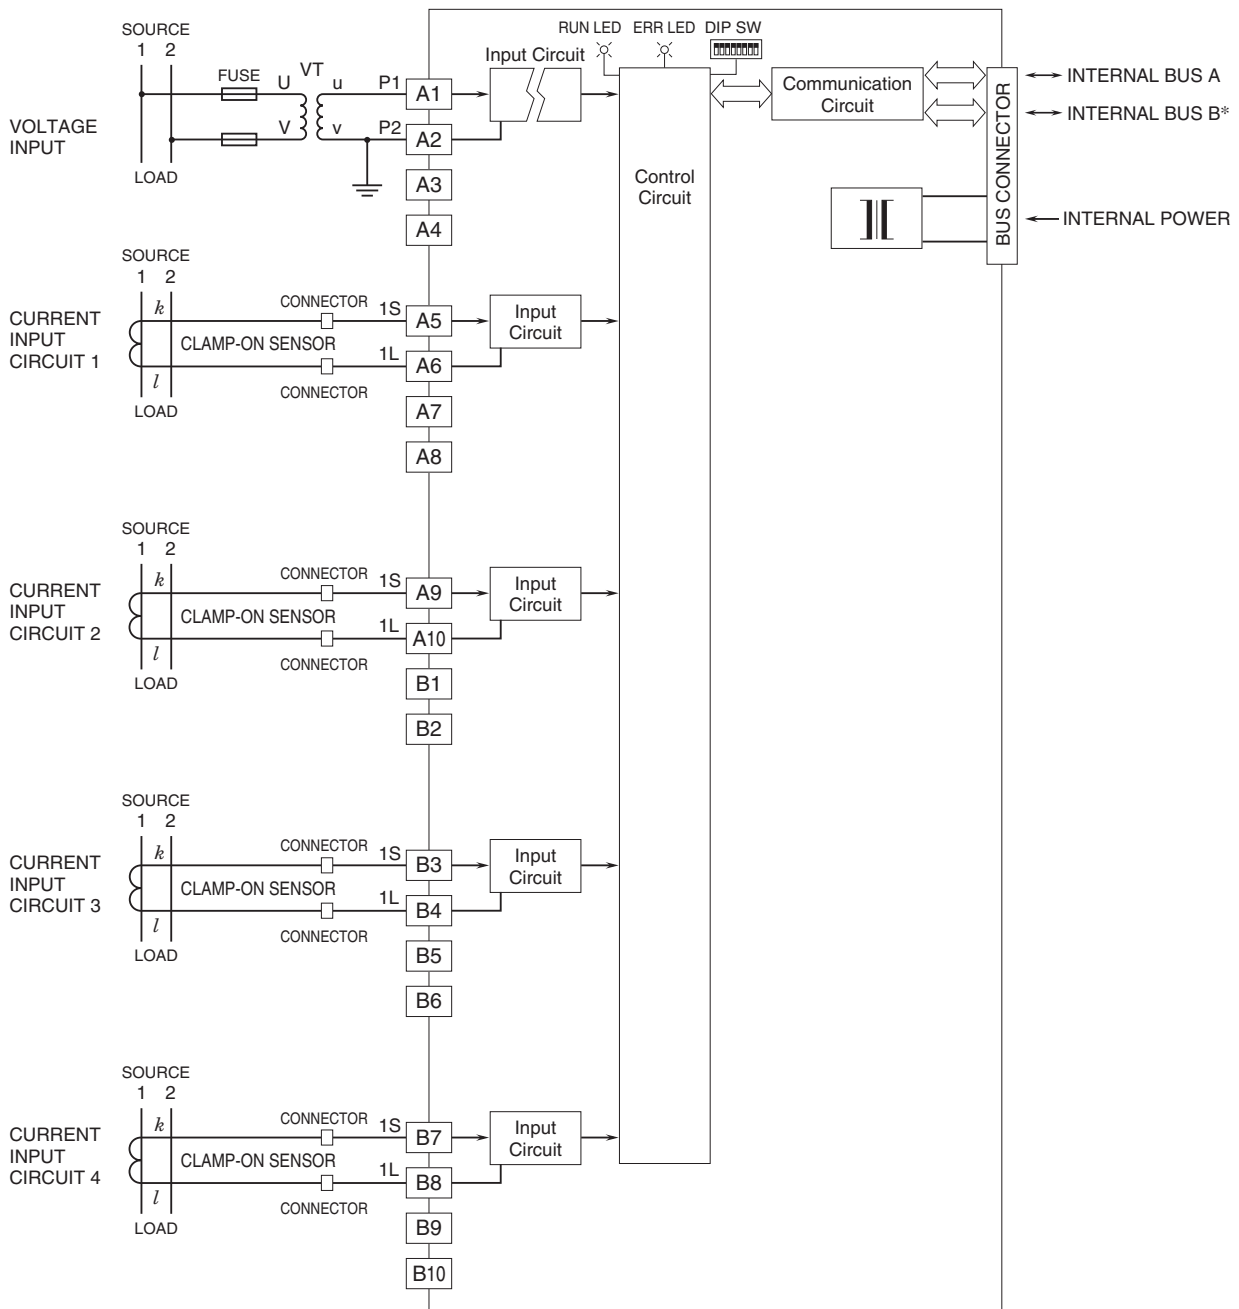 SOURCE
1 2
VOLTAGE
INPUT
FUSE
U
VT
u
P1
V
v
P2
LOAD
A1
A2
A3
A4
Input Circuit
RUN LED
ERR LED
DIP SW
Control
Circuit
Communication
Circuit
BUS CONNECTOR
INTERNAL BUS A
INTERNAL BUS B*
INTERNAL POWER
SOURCE
1 2
CURRENT
INPUT
CIRCUIT 1
k
CONNECTOR
1S
CLAMP-ON SENSOR
1L
l
CONNECTOR
LOAD
A5
A6
A7
A8
Input
Circuit
SOURCE
1 2
CURRENT
INPUT
CIRCUIT 2
k
CONNECTOR
1S
CLAMP-ON SENSOR
1L
l
CONNECTOR
LOAD
A9
A10
B1
B2
Input
Circuit
SOURCE
1 2
CURRENT
INPUT
CIRCUIT 3
k
CONNECTOR
1S
CLAMP-ON SENSOR
1L
l
CONNECTOR
LOAD
B3
B4
B5
B6
Input
Circuit
SOURCE
1 2
CURRENT
INPUT
CIRCUIT 4
k
CONNECTOR
1S
CLAMP-ON SENSOR
1L
l
CONNECTOR
LOAD
B7
B8
B9
B10
Input
Circuit